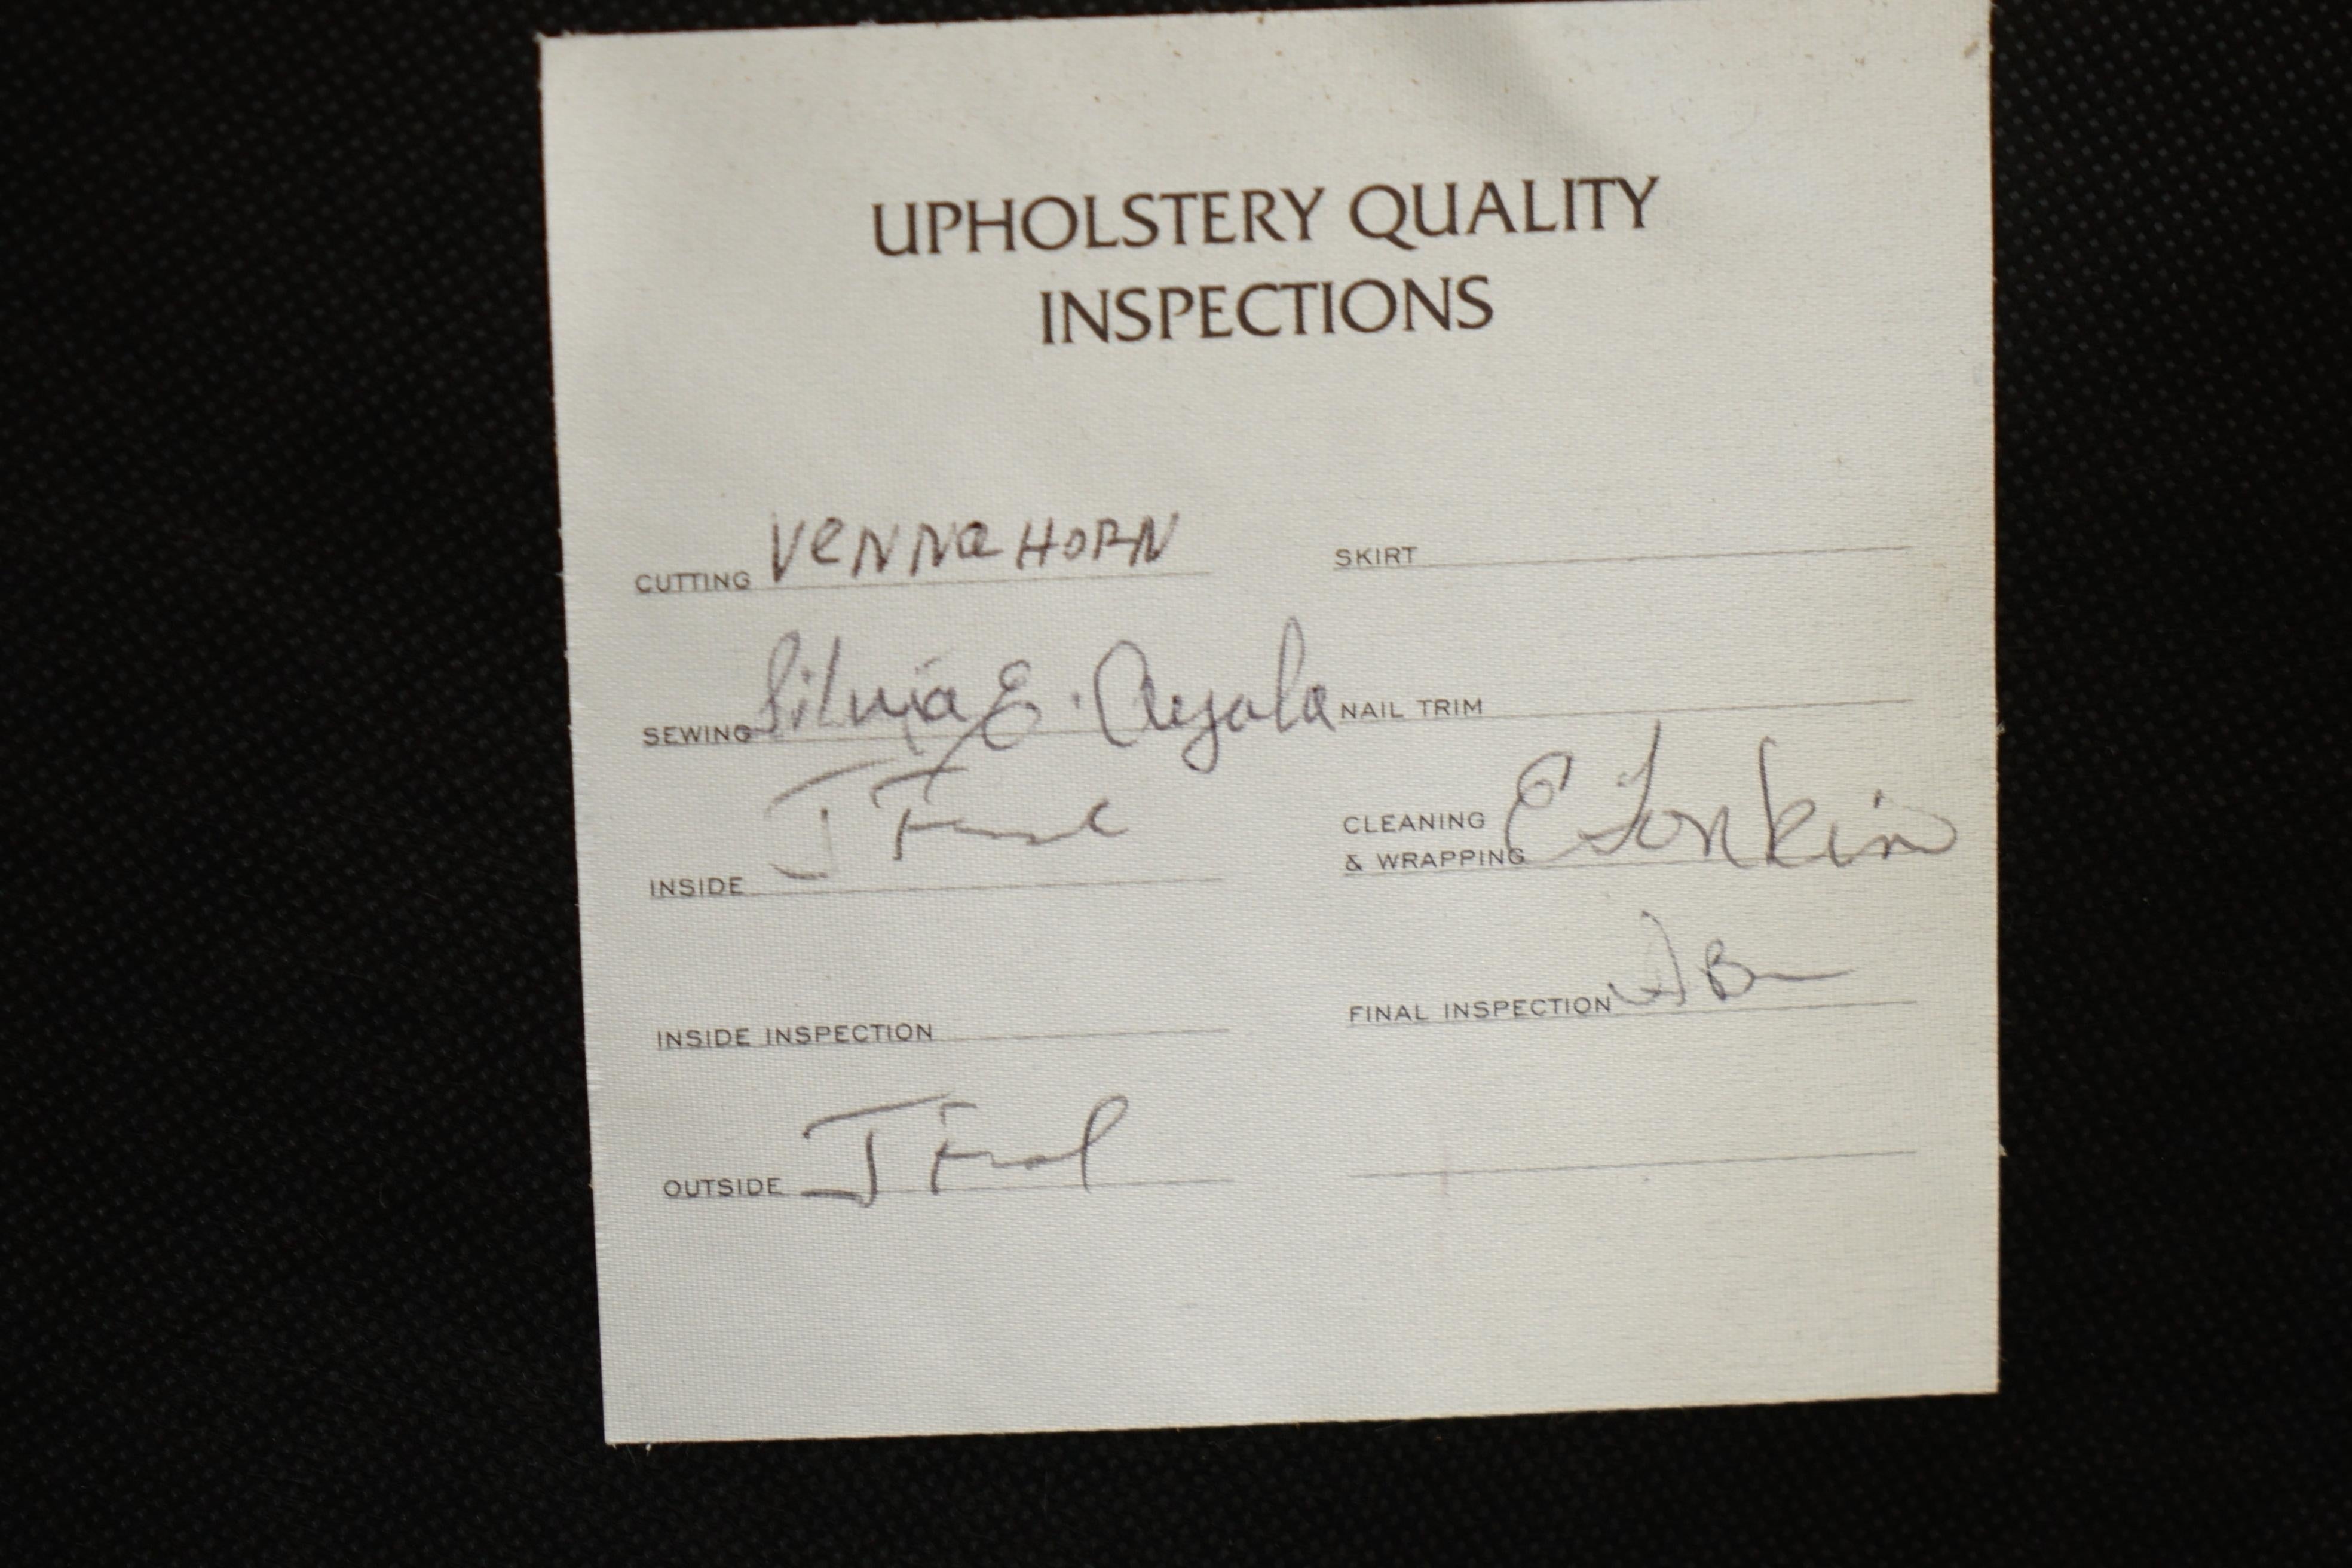 UPHOLSTERY QUALITY
INSPECTIONS
CUTTING VeNNa HORN
SKIRT
SEWING Silvia E. Ayala
NAIL TRIM
INSIDE J
CLEANING
& WRAPPING
INSIDE INSPECTION
FINAL INSPECTION
OUTSIDE J